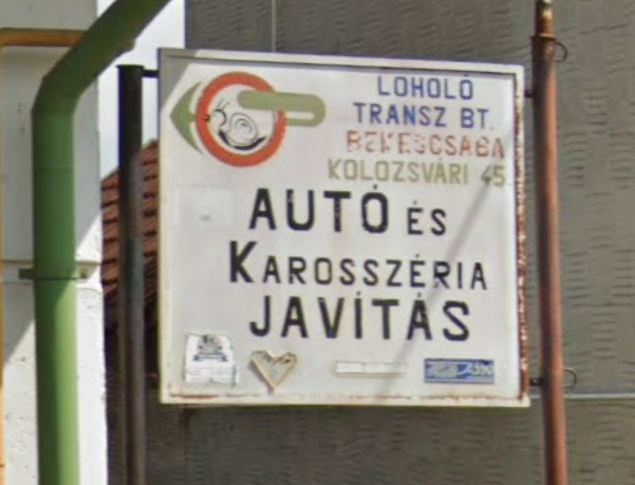 LOHOLÓ
TRANSZ BT.
BÉKÉSCSABA
KOLOZSVÁRI 45.
AUTÓ ÉS
KAROSSZÉRIA
JAVÍTÁS